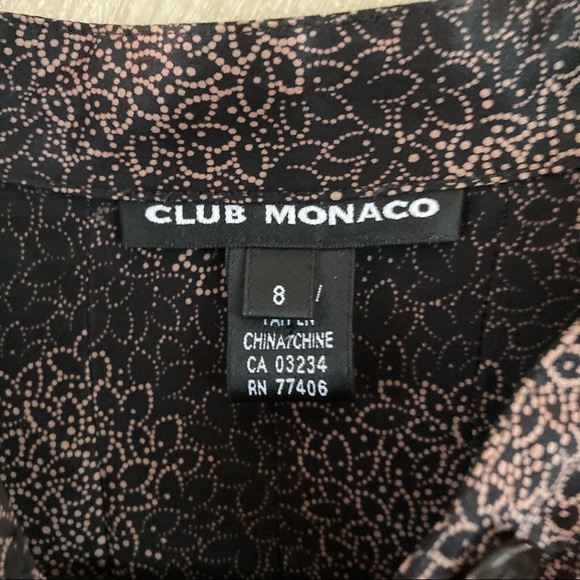 CLUB MONACO
8 /
CHINA/CHINE
CA 03234
RN 77406